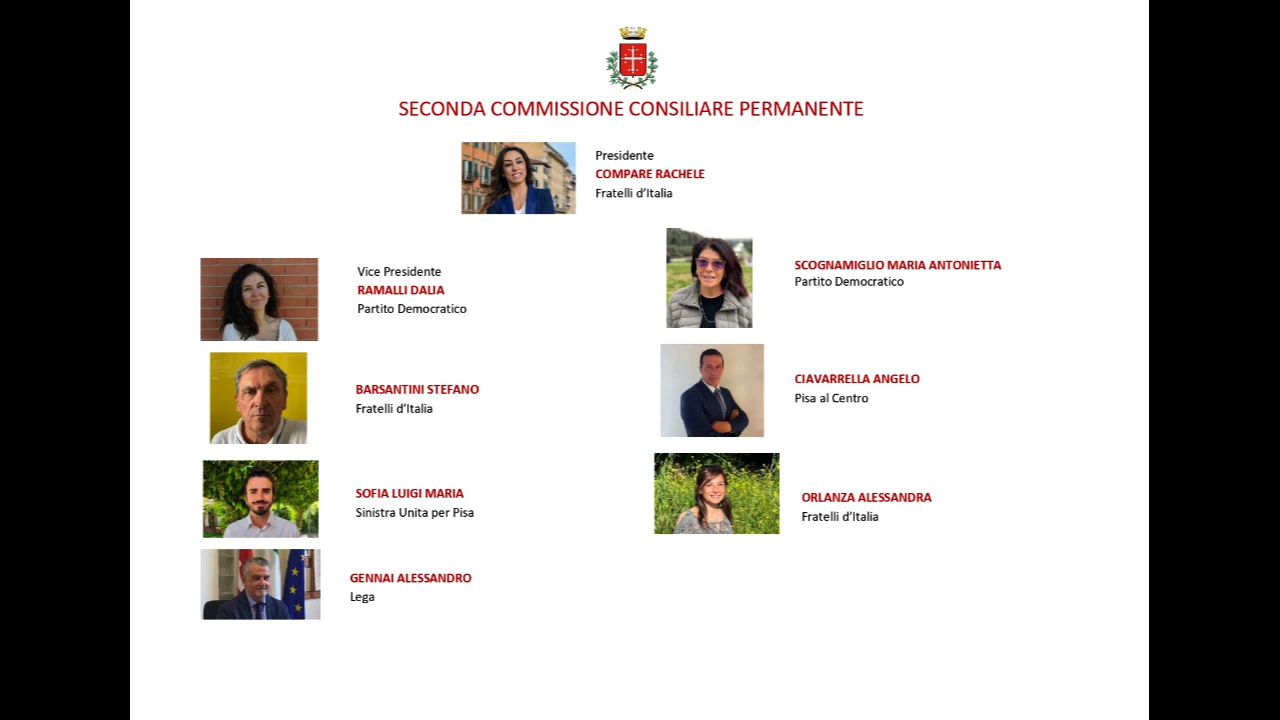 SECONDA COMMISSIONE CONSILIARE PERMANENTE
Presidente
COMPARE RACHELE
Fratelli d'Italia
Vice Presidente
RAMALLI DALIA
Partito Democratico
BARSANTINI STEFANO
Fratelli d'Italia
SOFIA LUIGI MARIA
Sinistra Unita per Pisa
GENNAI ALESSANDRO
Lega
SCOGNAMIGLIO MARIA ANTONIETTA
Partito Democratico
CIAVARRELLA ANGELO
Pisa al Centro
ORLANZA ALESSANDRA
Fratelli d'Italia